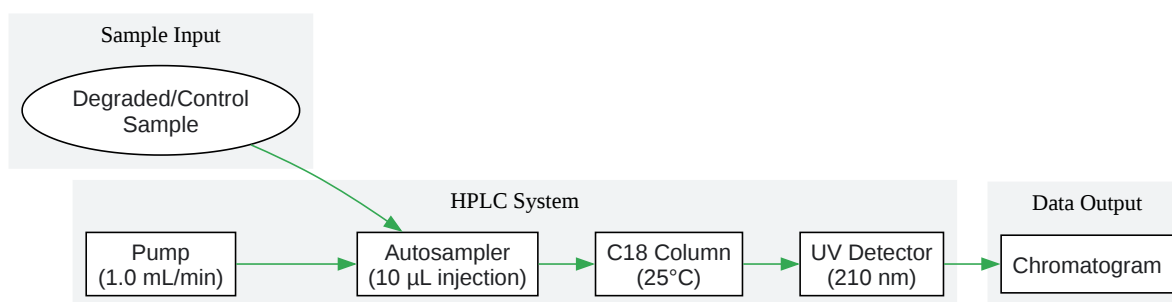 Sample Input
Degraded/Control
Sample
HPLC System
Data Output
Pump
(1.0 mL/min)
Autosampler
(10 µL injection)
C18 Column
(25°C)
UV Detector
(210 nm)
Chromatogram